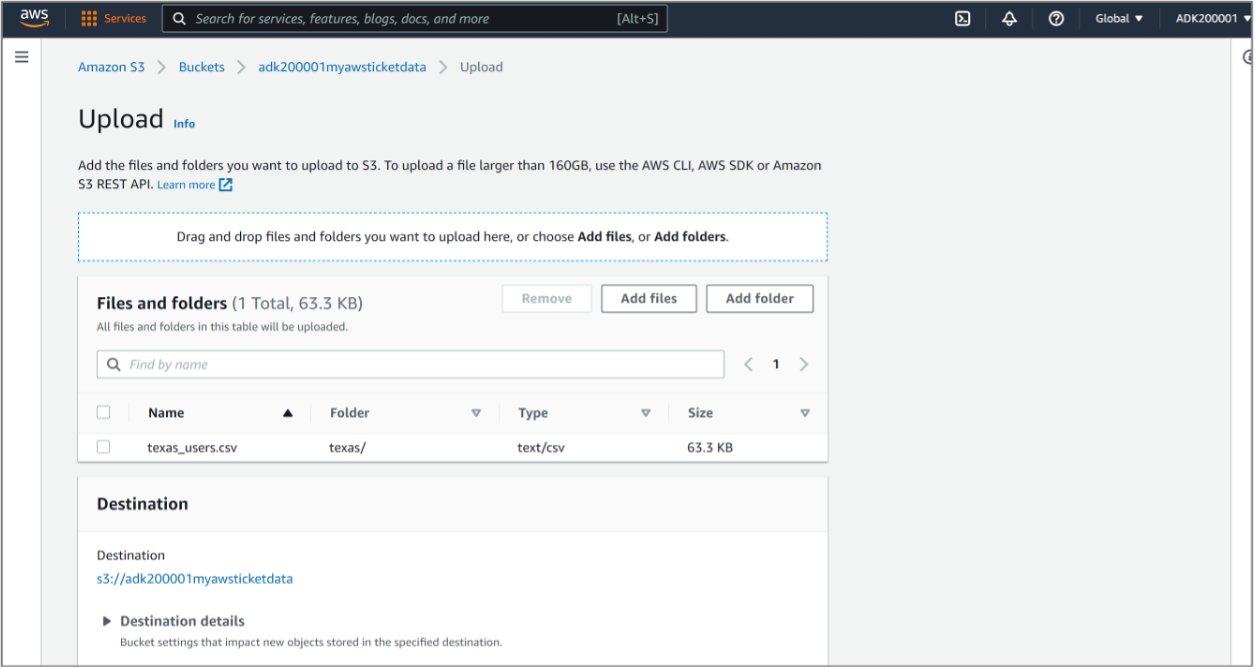 aws Services Search for services, features, blogs, docs, and more [Alt+S] Global ADK200001
Amazon S3 Buckets adk200001myawsticketdata Upload
Upload Info
Add the files and folders you want to upload to S3. To upload a file larger than 160GB, use the AWS CLI, AWS SDK or Amazon
S3 REST API. Learn more
Drag and drop files and folders you want to upload here, or choose Add files, or Add folders.
Files and folders (1 Total, 63.3 KB) Remove Add files Add folder
All files and folders in this table will be uploaded.
Find by name 1
Name Folder Type Size
texas_users.csv texas/ text/csv 63.3 KB
Destination
Destination
s3://adk200001myawsticketdata
Destination details
Bucket settings that impact new objects stored in the specified destination.